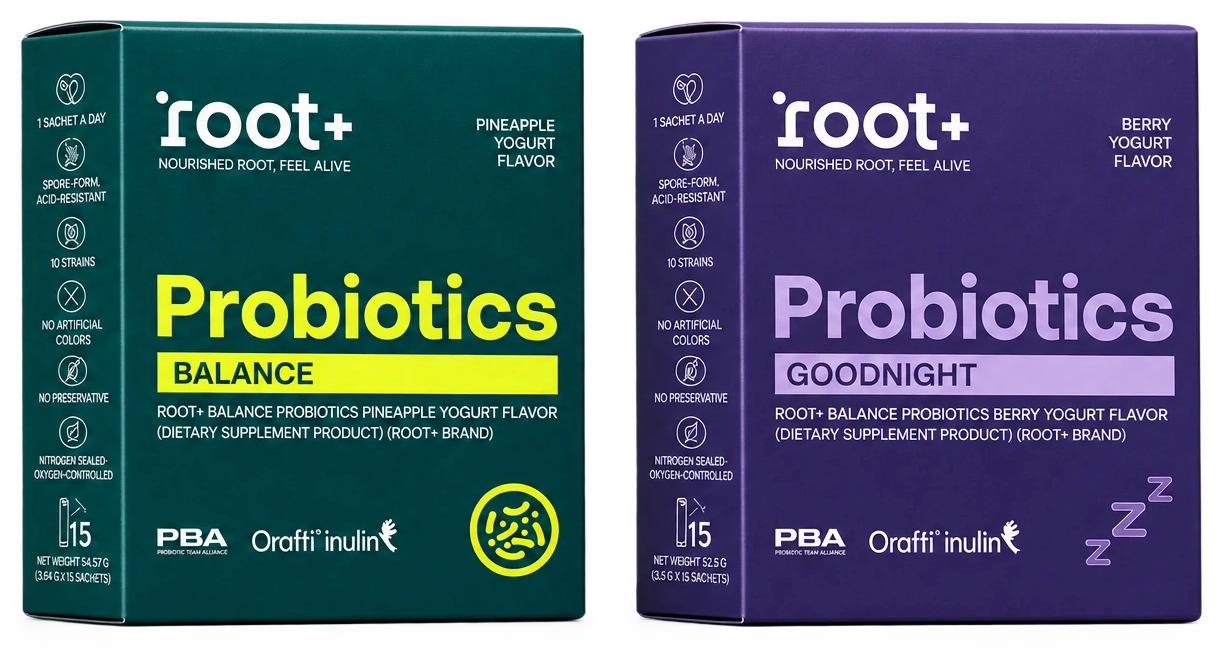 1 SACHET A DAY
SPORE-FORM,
ACID-RESISTANT
10 STRAINS
NO ARTIFICIAL
COLORS
NO PRESERVATIVE
NITROGEN SEALED-
OXYGEN-CONTROLLED
15
NET WEIGHT 54.57 G
(3.64 G X 15 SACHETS)
root+
NOURISHED ROOT, FEEL ALIVE
PINEAPPLE
YOGURT
FLAVOR
Probiotics
BALANCE
ROOT+ BALANCE PROBIOTICS PINEAPPLE YOGURT FLAVOR
(DIETARY SUPPLEMENT PRODUCT) (ROOT+ BRAND)
PBA
PROBIOTIC TEAM ALLIANCE
Orafti° inulin
1 SACHET A DAY
SPORE-FORM,
ACID-RESISTANT
10 STRAINS
NO ARTIFICIAL
COLORS
NO PRESERVATIVE
NITROGEN SEALED-
OXYGEN-CONTROLLED
15
NET WEIGHT 52.5 G
(3.5 G X 15 SACHETS)
root+
NOURISHED ROOT, FEEL ALIVE
BERRY
YOGURT
FLAVOR
Probiotics
GOODNIGHT
ROOT+ BALANCE PROBIOTICS BERRY YOGURT FLAVOR
(DIETARY SUPPLEMENT PRODUCT) (ROOT+ BRAND)
PBA
PROBIOTIC TEAM ALLIANCE
Orafti° inulin
Z
Z
Z